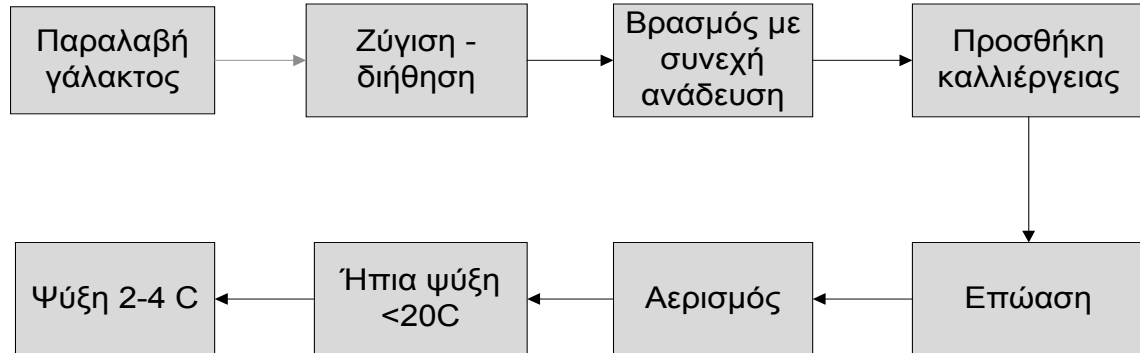 Παραλαβή
γάλακτος
Ζύγιση -
διήθηση
Βρασμός με
συνεχή
ανάδευση
Προσθήκη
καλλιέργειας
Επώαση
Αερισμός
Ήπια ψύξη
<20C
Ψύξη 2-4 C